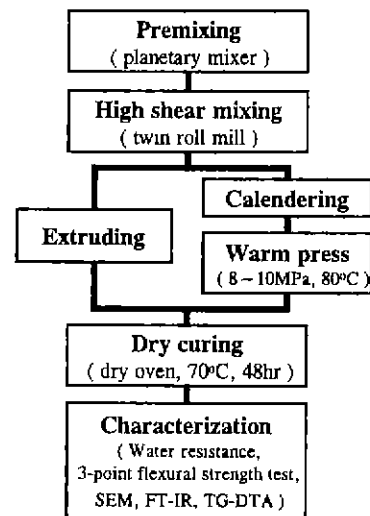 Premixing
( planetary mixer )
High shear mixing
( twin roll mill )
Extruding
Calendering
Warm press
( 8~10MPa, 80°C )
Dry curing
( dry oven, 70°C, 48hr )
Characterization
( Water resistance,
3-point flexural strength test,
SEM, FT-IR, TG-DTA )